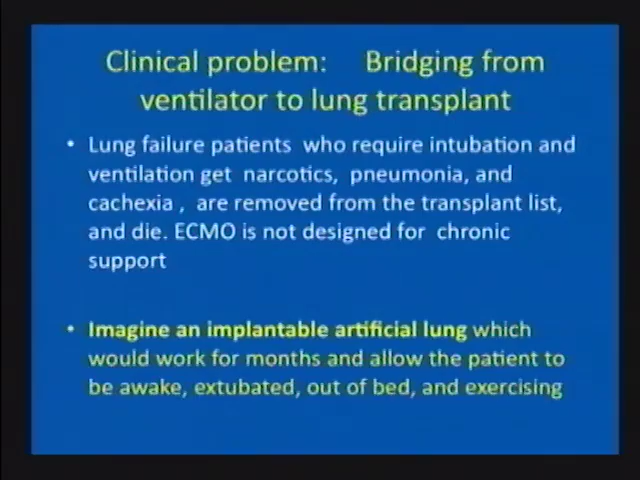 Clinical problem: Bridging from
ventilator to lung transplant
• Lung failure patients who require intubation and
ventilation get narcotics, pneumonia, and
cachexia , are removed from the transplant list,
and die. ECMO is not designed for chronic
support
• Imagine an implantable artificial lung which
would work for months and allow the patient to
be awake, extubated, out of bed, and exercising